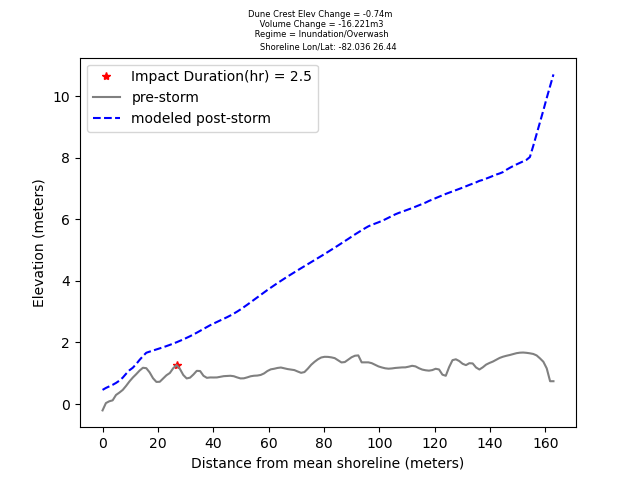 Dune Crest Elev Change = -0.74m
Volume Change = -16.221m3
Regime = Inundation/Overwash
Shoreline Lon/Lat: -82.036 26.44
Impact Duration(hr) = 2.5
pre-storm
modeled post-storm
10
8
6
4
2
0
Elevation (meters)
0 20 40 60 80 100 120 140 160
Distance from mean shoreline (meters)